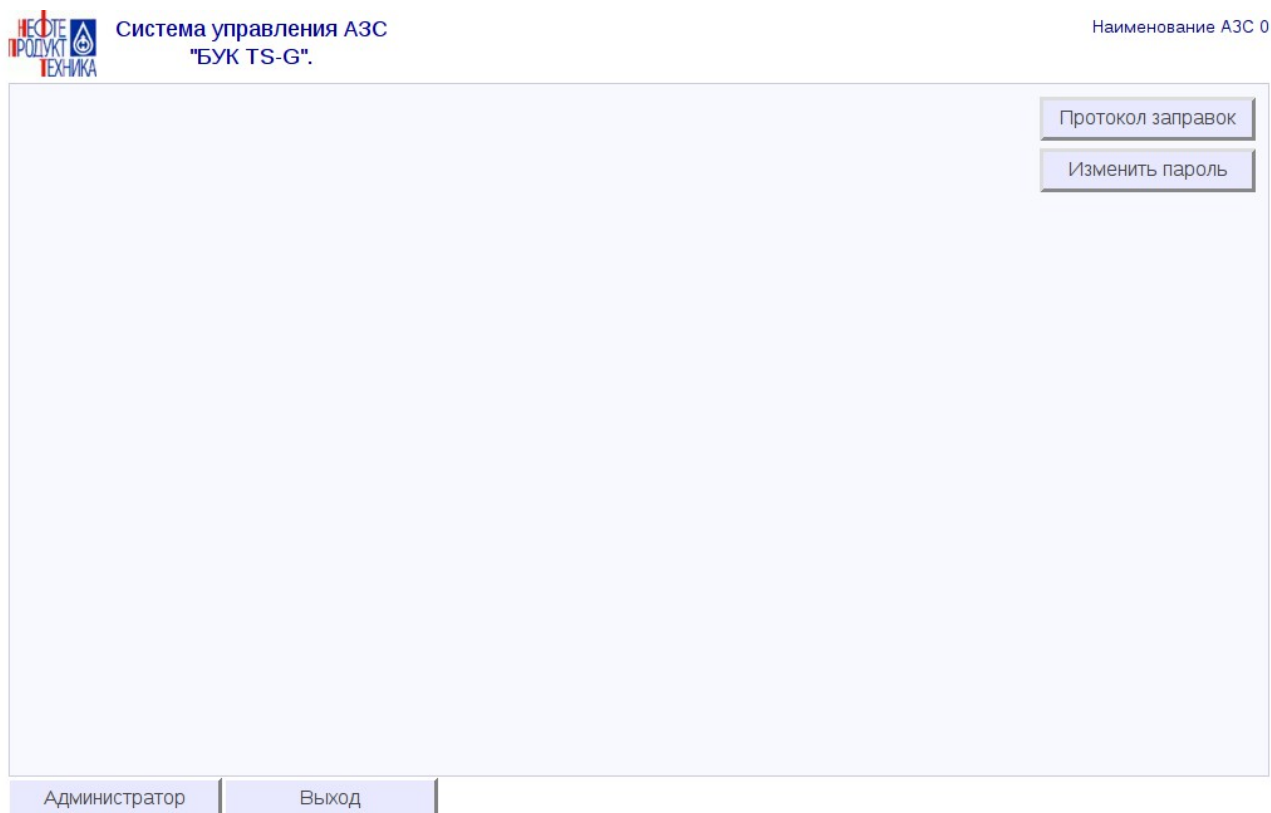 НЕФТЕ
ПРОДУКТ
ТЕХНИКА
Система управления АЗС
"БУК TS-G".
Наименование АЗС 0
Протокол заправок
Изменить пароль
Администратор
Выход